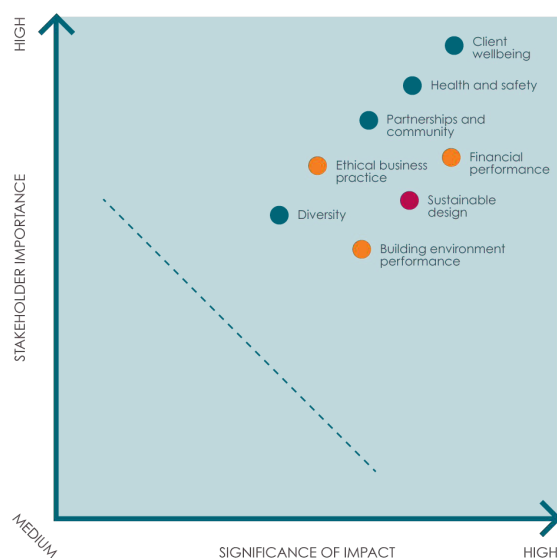 HIGH
Client
wellbeing
Health and safety
Partnerships and
community
Ethical business
practice
Financial
performance
Sustainable
design
Diversity
Building environment
performance
STAKEHOLDER IMPORTANCE
MEDIUM
SIGNIFICANCE OF IMPACT
HIGH